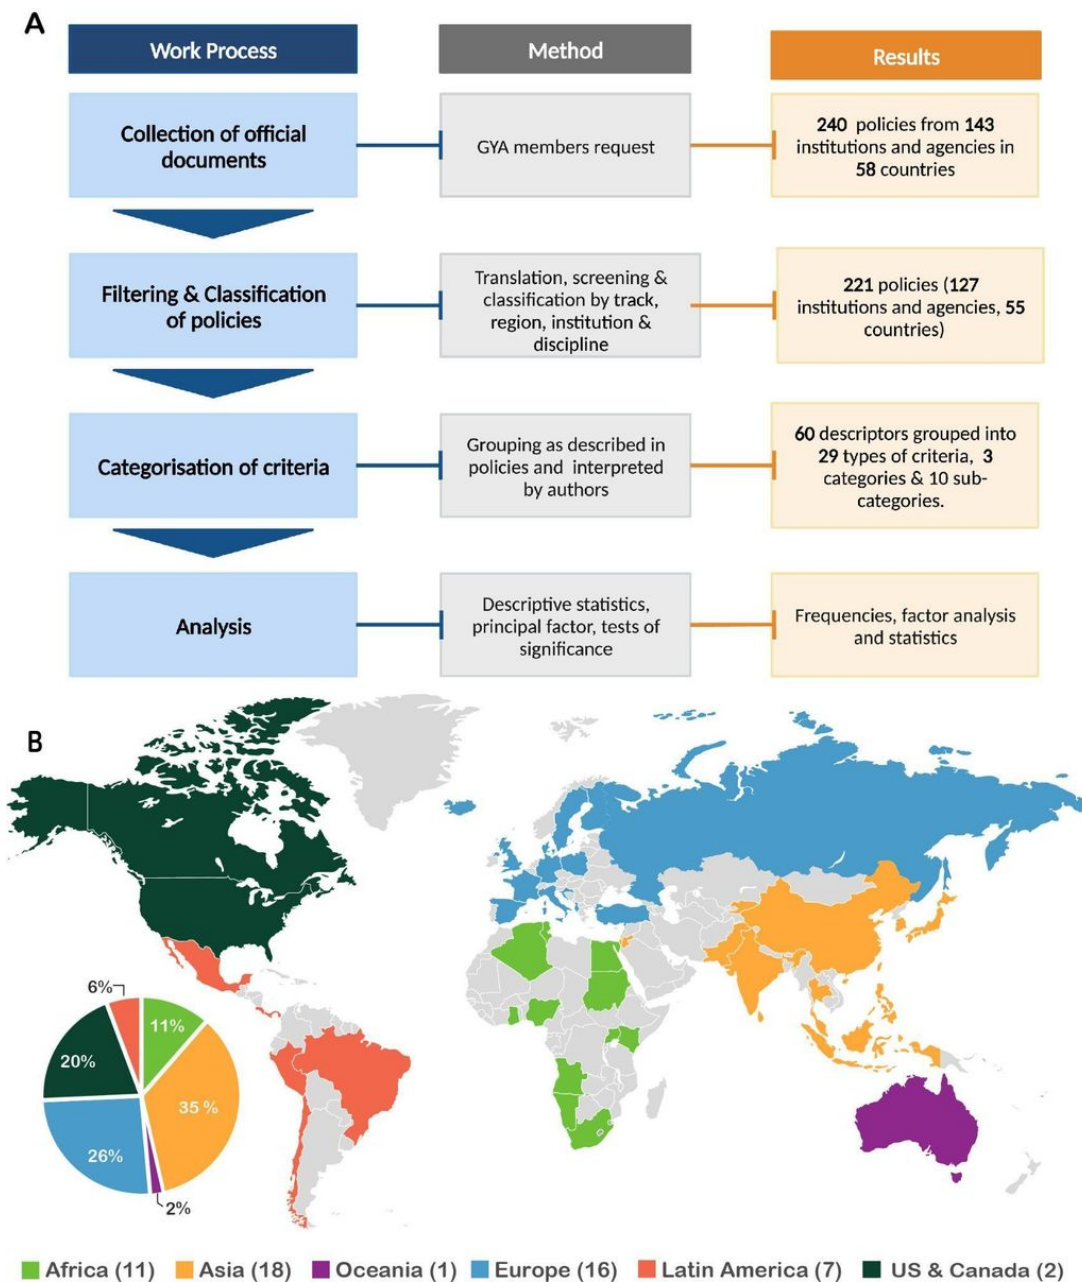 A
Work Process
Method
Results
Collection of official
documents
GYA members request
240 policies from 143
institutions and agencies in
58 countries
Filtering & Classification
of policies
Translation, screening &
classification by track,
region, institution &
discipline
221 policies (127
institutions and agencies, 55
countries)
Categorisation of criteria
Grouping as described in
policies and interpreted
by authors
60 descriptors grouped into
29 types of criteria, 3
categories & 10 sub-
categories.
Analysis
Descriptive statistics,
principal factor, tests of
significance
Frequencies, factor analysis
and statistics
B
6%
11%
20%
35 %
26%
2%
Africa (11)
Asia (18)
Oceania (1)
Europe (16)
Latin America (7)
US & Canada (2)